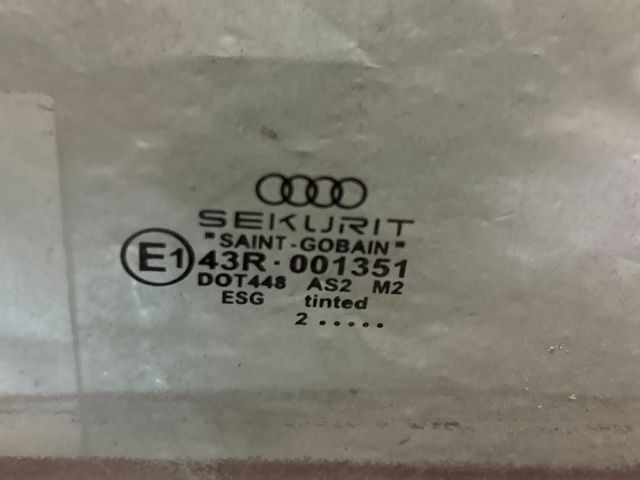 SEKURIT
"SAINT-GOBAIN"
E1 43R·001351
DOT448 AS2 M2
ESG tinted
2 .....